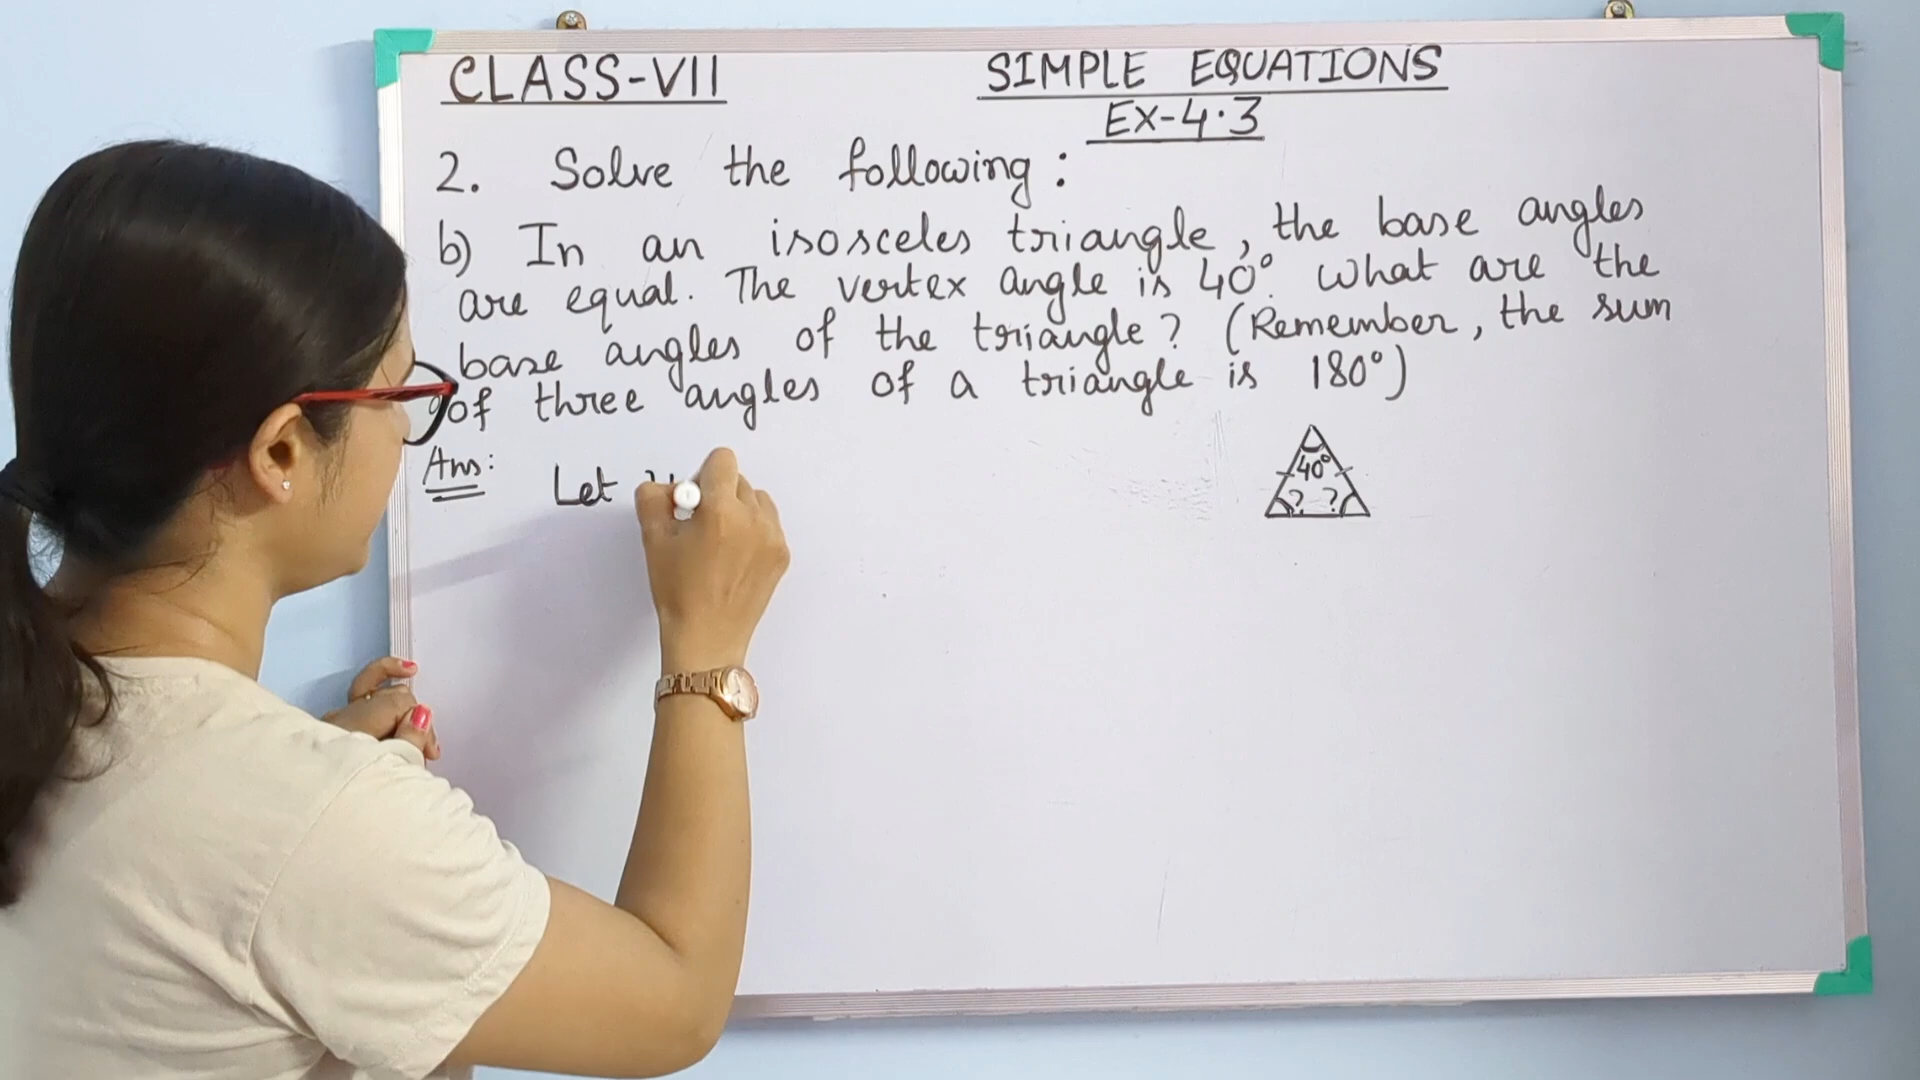 CLASS-VII
SIMPLE EQUATIONS
EX-4.3
2. Solve the following:
b) In an isosceles triangle, the base angles
are equal. The vertex angle is 40°. What are the
base angles of the triangle? (Remember, the sum
of three angles of a triangle is 180°)
Ans: Let
40°
? ?